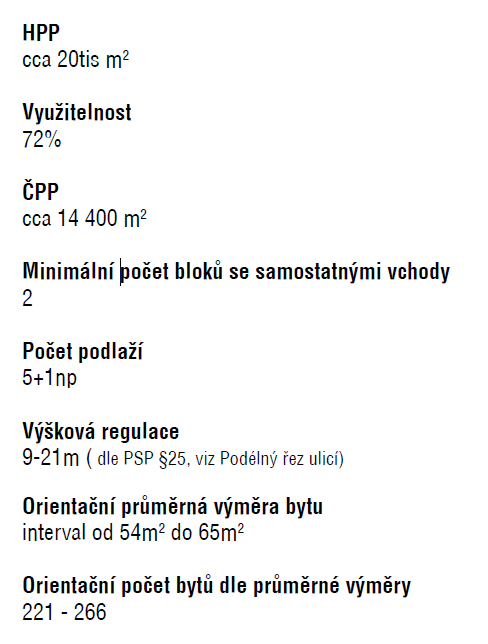 HPP
cca 20tis m²
Využitelnost
72%
ČPP
cca 14 400 m²
Minimální počet bloků se samostatnými vchody
2
Počet podlaží
5+1np
Výšková regulace
9-21m ( dle PSP §25, viz Podélný řez ulicí)
Orientační průměrná výměra bytu
interval od 54m² do 65m²
Orientační počet bytů dle průměrné výměry
221 - 266